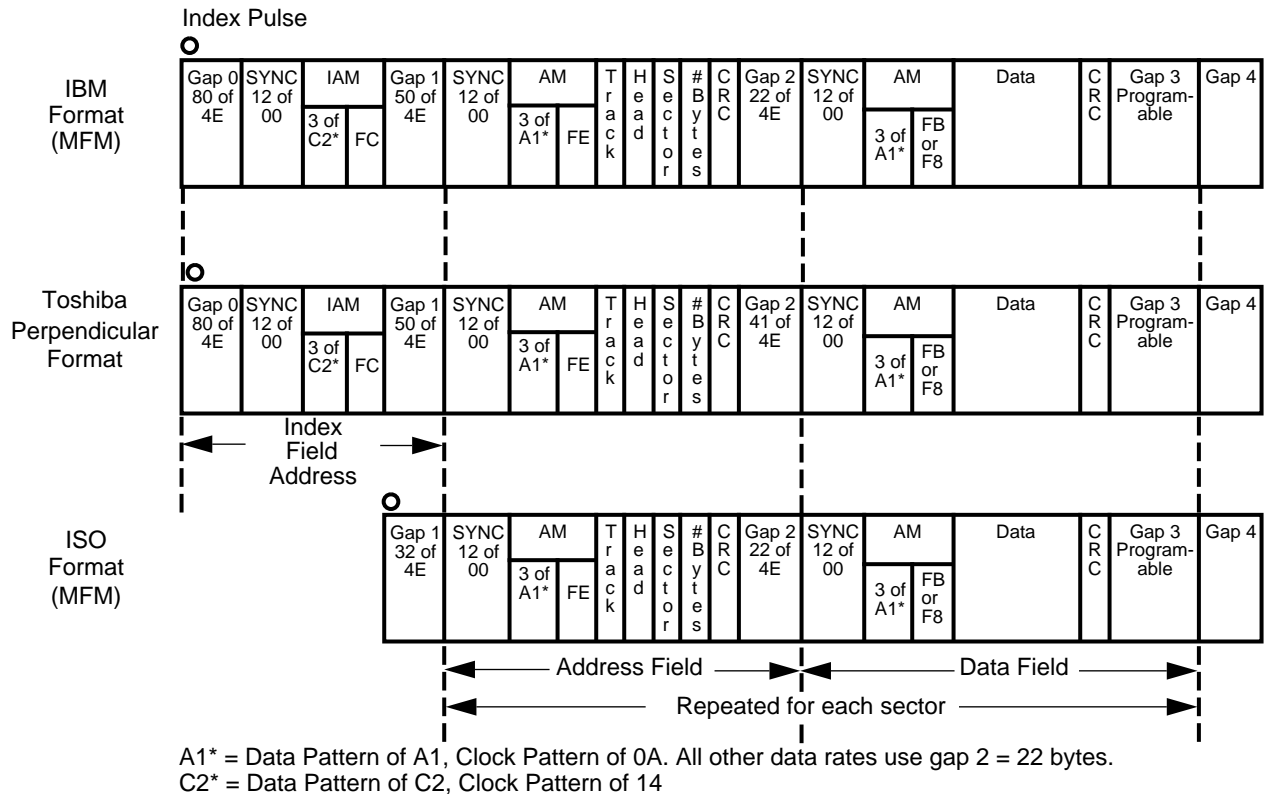 Index Pulse
IBM
Format
(MFM)
Gap 0
80 of
4E
SYNC
12 of
00
IAM
3 of
C2*
FC
Gap 1
50 of
4E
SYNC
12 of
00
AM
3 of
A1*
FE
Track
Head
Sector
#Bytes
CRC
Gap 2
22 of
4E
SYNC
12 of
00
AM
3 of
A1*
FB
or
F8
Data
CRC
Gap 3
Program-
able
Gap 4
Toshiba
Perpendicular
Format
Gap 0
80 of
4E
SYNC
12 of
00
IAM
3 of
C2*
FC
Gap 1
50 of
4E
SYNC
12 of
00
AM
3 of
A1*
FE
Track
Head
Sector
#Bytes
CRC
Gap 2
41 of
4E
SYNC
12 of
00
AM
3 of
A1*
FB
or
F8
Data
CRC
Gap 3
Program-
able
Gap 4
Index
Field
Address
ISO
Format
(MFM)
Gap 1
32 of
4E
SYNC
12 of
00
AM
3 of
A1*
FE
Track
Head
Sector
#Bytes
CRC
Gap 2
22 of
4E
SYNC
12 of
00
AM
3 of
A1*
FB
or
F8
Data
CRC
Gap 3
Program-
able
Gap 4
Address Field
Data Field
Repeated for each sector
A1* = Data Pattern of A1, Clock Pattern of 0A. All other data rates use gap 2 = 22 bytes.
C2* = Data Pattern of C2, Clock Pattern of 14